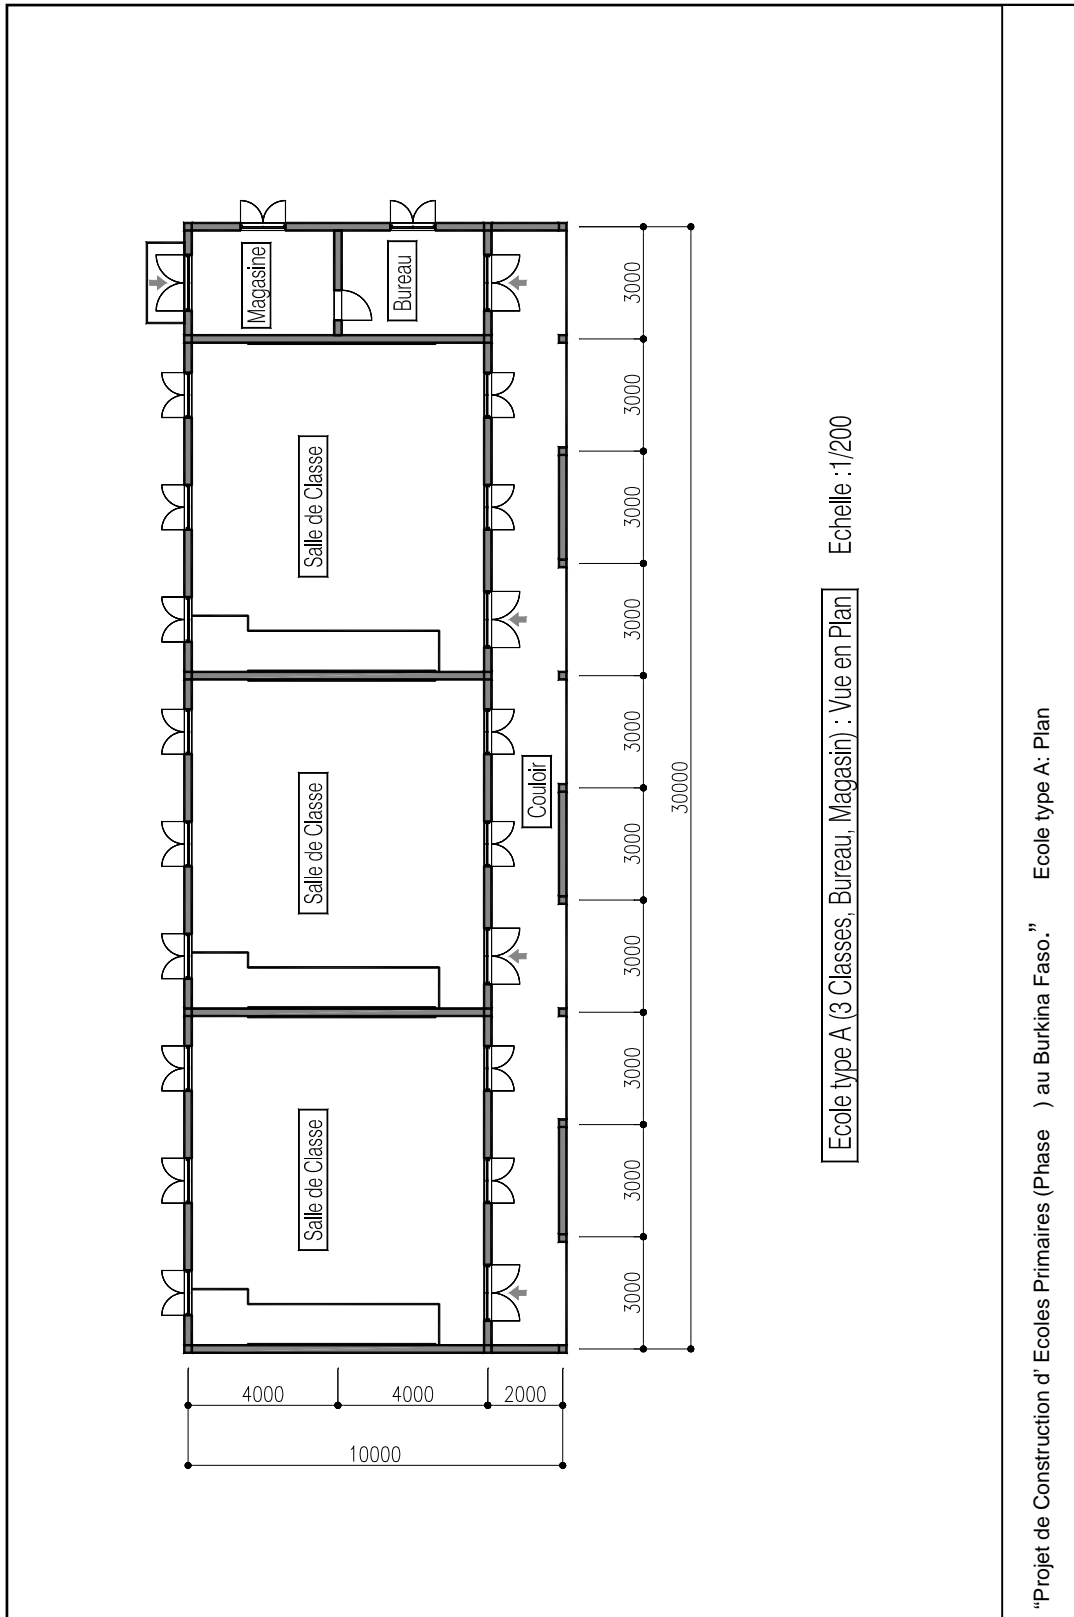 Magasine
Bureau
Salle de Classe
Salle de Classe
Salle de Classe
Couloir
3000
3000
3000
3000
3000
3000
3000
3000
3000
3000
30000
4000
4000
2000
10000
Ecole type A (3 Classes, Bureau, Magasin) : Vue en Plan Echelle :1/200
“Projet de Construction d’ Ecoles Primaires (Phase ) au Burkina Faso.” Ecole type A: Plan